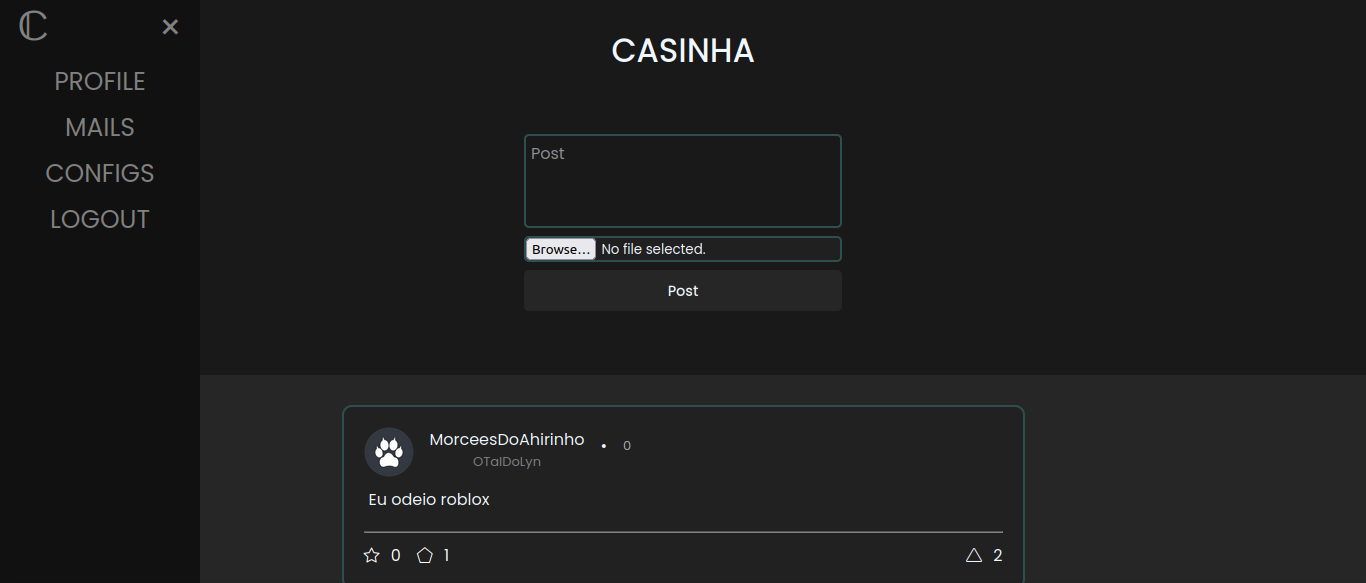 ℂ ×
PROFILE
MAILS
CONFIGS
LOGOUT
CASINHA
Post
Browse... No file selected.
Post
MorceesDoAhirinho • 0
OTalDoLyn
Eu odeio roblox
0 1 2